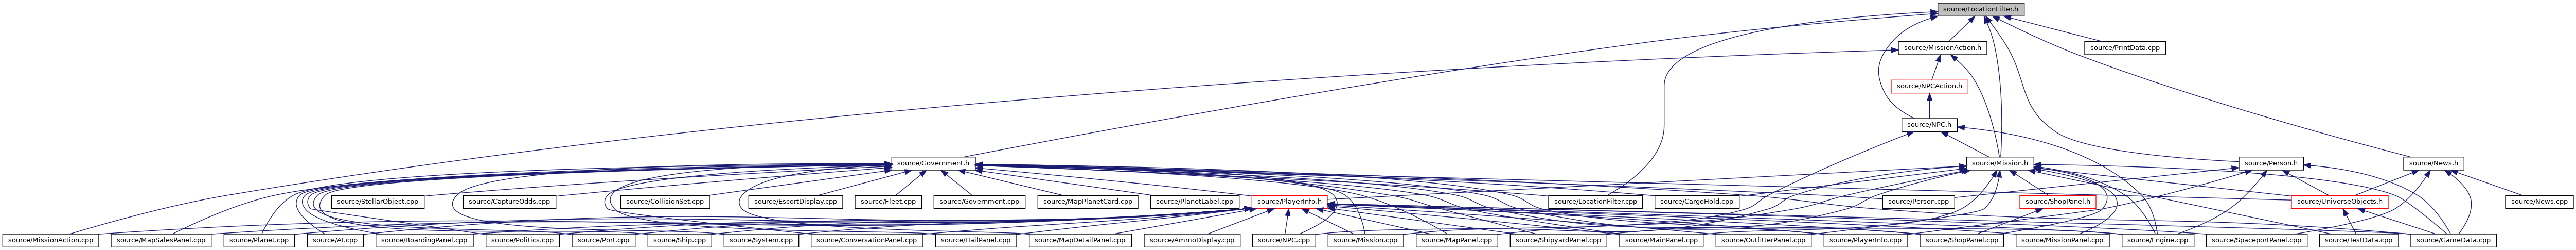 source/LocationFilter.h
source/MissionAction.h
source/PrintData.cpp
source/NPCAction.h
source/NPC.h
source/Government.h
source/Mission.h
source/Person.h
source/News.h
source/StellarObject.cpp
source/CaptureOdds.cpp
source/CollisionSet.cpp
source/EscortDisplay.cpp
source/Fleet.cpp
source/Government.cpp
source/MapPlanetCard.cpp
source/PlanetLabel.cpp
source/PlayerInfo.h
source/LocationFilter.cpp
source/CargoHold.cpp
source/Person.cpp
source/ShopPanel.h
source/UniverseObjects.h
source/News.cpp
source/MissionAction.cpp
source/MapSalesPanel.cpp
source/Planet.cpp
source/AI.cpp
source/BoardingPanel.cpp
source/Politics.cpp
source/Port.cpp
source/Ship.cpp
source/System.cpp
source/ConversationPanel.cpp
source/HailPanel.cpp
source/MapDetailPanel.cpp
source/AmmoDisplay.cpp
source/NPC.cpp
source/Mission.cpp
source/MapPanel.cpp
source/ShipyardPanel.cpp
source/MainPanel.cpp
source/OutfitterPanel.cpp
source/PlayerInfo.cpp
source/ShopPanel.cpp
source/MissionPanel.cpp
source/Engine.cpp
source/SpaceportPanel.cpp
source/TestData.cpp
source/GameData.cpp